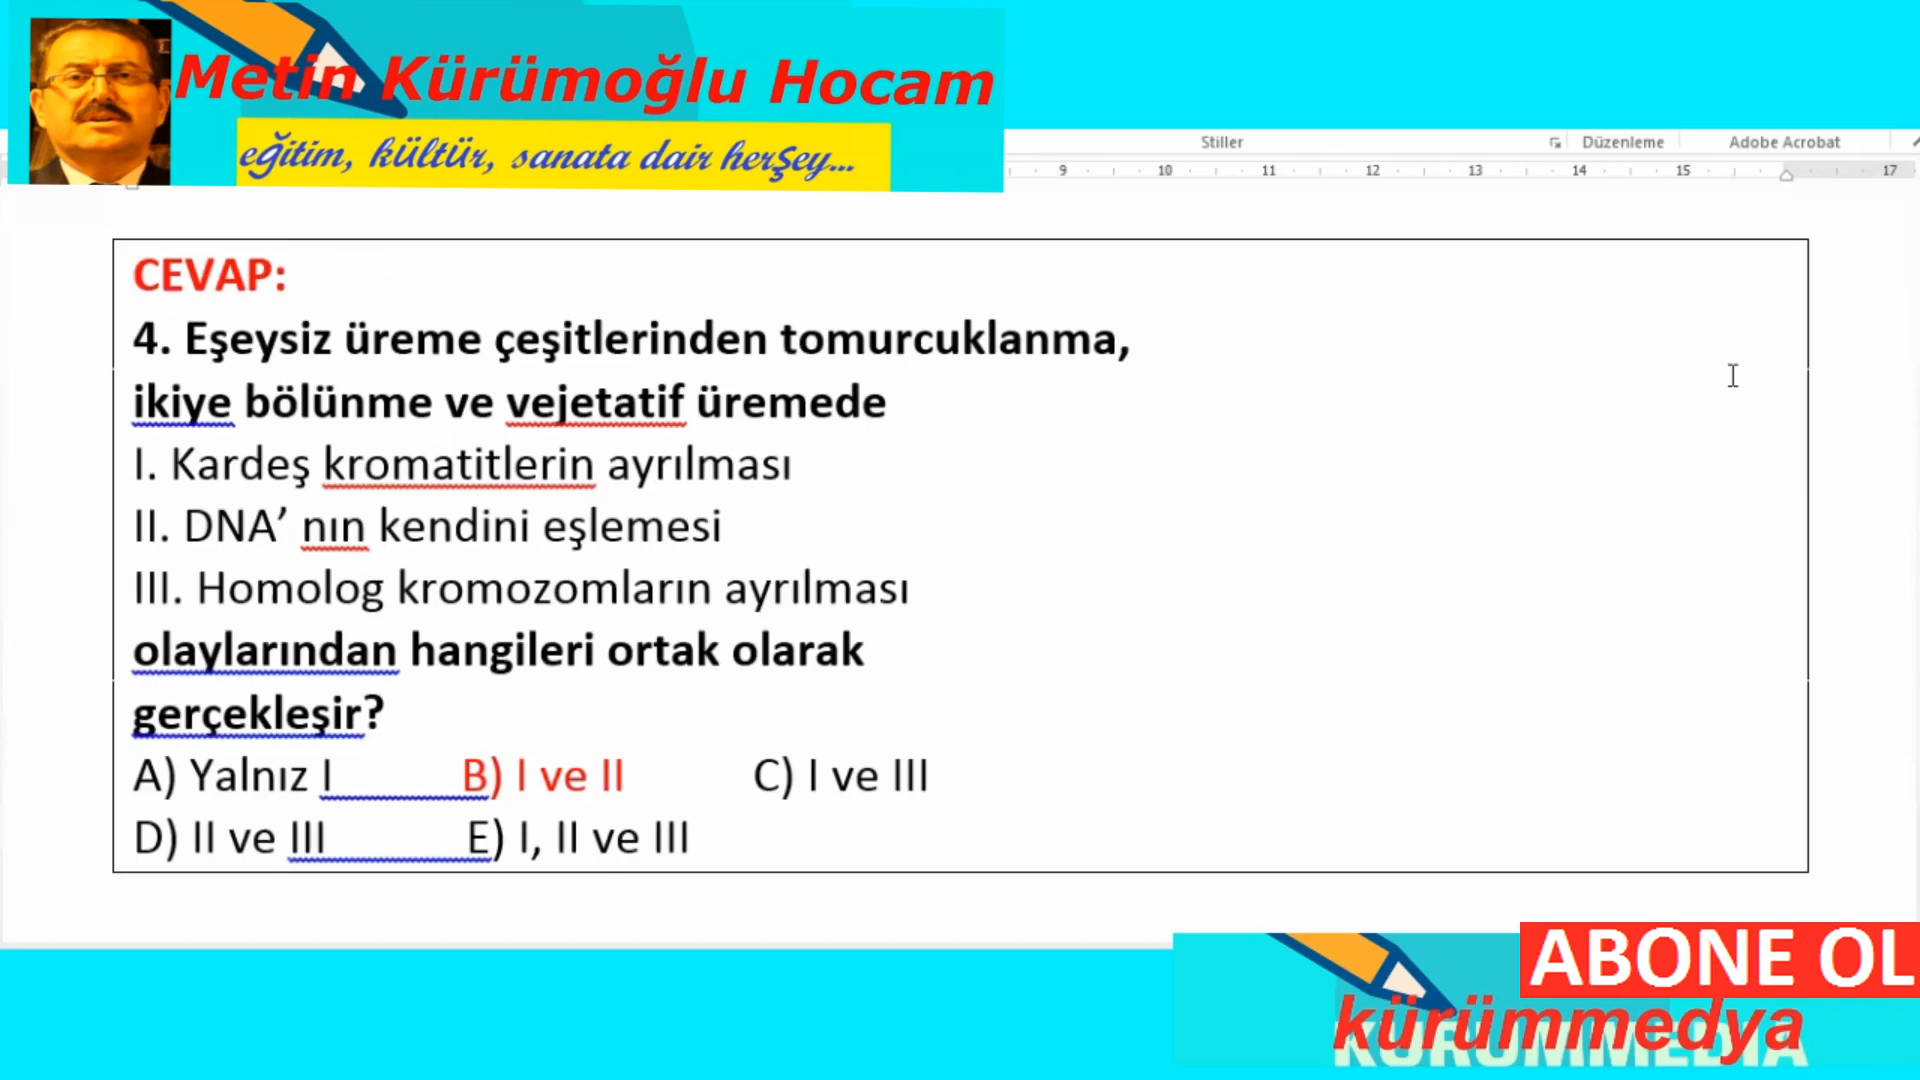 Metin Kürümoğlu Hocam
eğitim, kültür, sanata dair herşey...
Stiller Düzenleme Adobe Acrobat
9 10 11 12 13 14 15 17
CEVAP:
4. Eşeysiz üreme çeşitlerinden tomurcuklanma,
ikiye bölünme ve vejetatif üremede
I. Kardeş kromatitlerin ayrılması
II. DNA’ nın kendini eşlemesi
III. Homolog kromozomların ayrılması
olaylarından hangileri ortak olarak
gerçekleşir?
A) Yalnız I B) I ve II C) I ve III
D) II ve III E) I, II ve III
ABONE OL
kürümmedya
KÜRÜMMEDİA